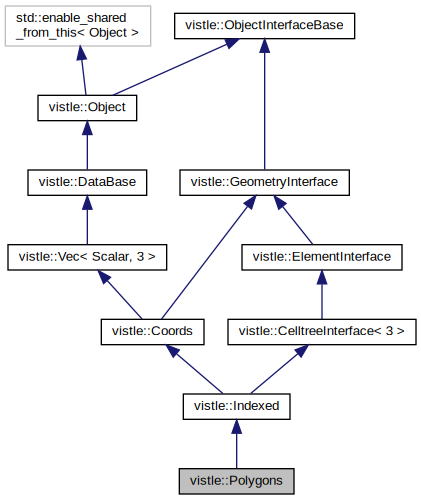 std::enable_shared
_from_this< Object >
vistle::ObjectInterfaceBase
vistle::Object
vistle::DataBase
vistle::GeometryInterface
vistle::Vec< Scalar, 3 >
vistle::ElementInterface
vistle::Coords
vistle::CelltreeInterface< 3 >
vistle::Indexed
vistle::Polygons